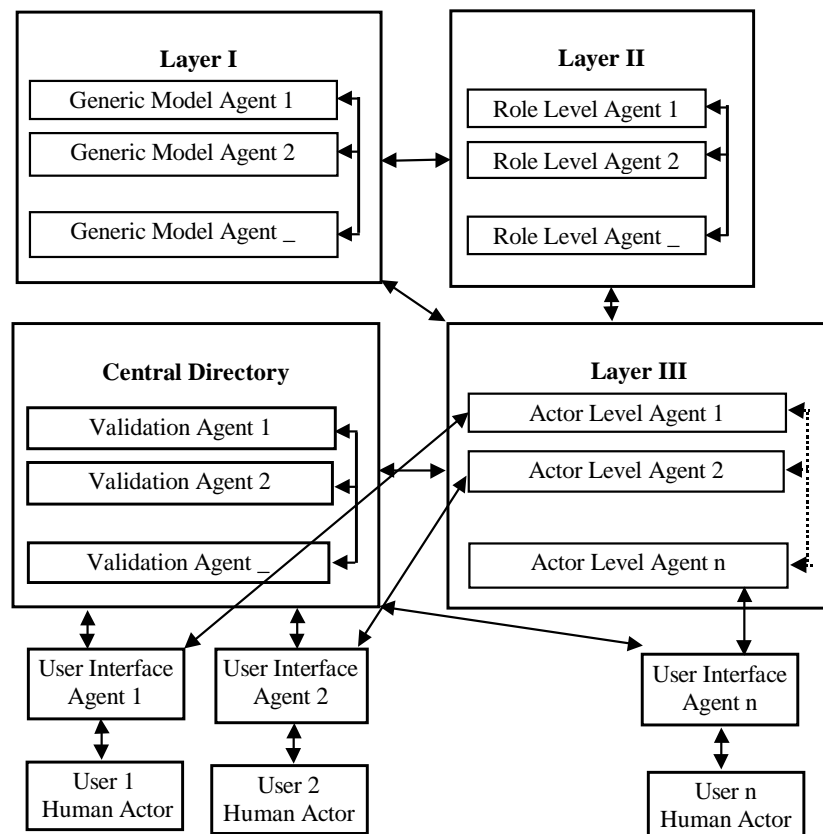 Layer I
Generic Model Agent 1
Generic Model Agent 2
Generic Model Agent _
Layer II
Role Level Agent 1
Role Level Agent 2
Role Level Agent _
Central Directory
Validation Agent 1
Validation Agent 2
Validation Agent _
Layer III
Actor Level Agent 1
Actor Level Agent 2
Actor Level Agent n
User Interface
Agent 1
User Interface
Agent 2
User Interface
Agent n
User 1
Human Actor
User 2
Human Actor
User n
Human Actor